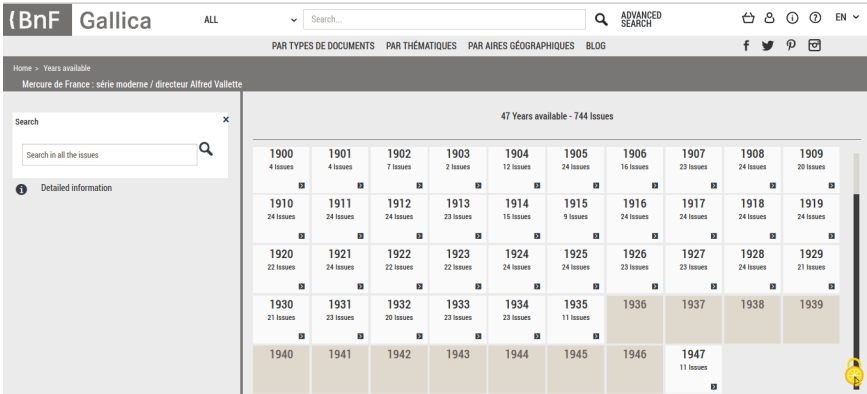 {BnF Gallica ALL Search... ADVANCED SEARCH EN
PAR TYPES DE DOCUMENTS PAR THÉMATIQUES PAR AIRES GÉOGRAPHIQUES BLOG
Home > Years available
Mercure de France : série moderne / directeur Alfred Vallette
Search ×
Search in all the issues
Detailed information
47 Years available - 744 Issues
1900 1901 1902 1903 1904 1905 1906 1907 1908 1909
4 Issues 4 Issues 7 Issues 2 Issues 12 Issues 24 Issues 16 Issues 23 Issues 24 Issues 20 Issues
1910 1911 1912 1913 1914 1915 1916 1917 1918 1919
24 Issues 24 Issues 24 Issues 23 Issues 15 Issues 9 Issues 24 Issues 24 Issues 24 Issues 24 Issues
1920 1921 1922 1923 1924 1925 1926 1927 1928 1929
22 Issues 24 Issues 22 Issues 22 Issues 24 Issues 24 Issues 23 Issues 23 Issues 24 Issues 21 Issues
1930 1931 1932 1933 1934 1935 1936 1937 1938 1939
21 Issues 23 Issues 20 Issues 23 Issues 23 Issues 11 Issues
1940 1941 1942 1943 1944 1945 1946 1947
11 Issues